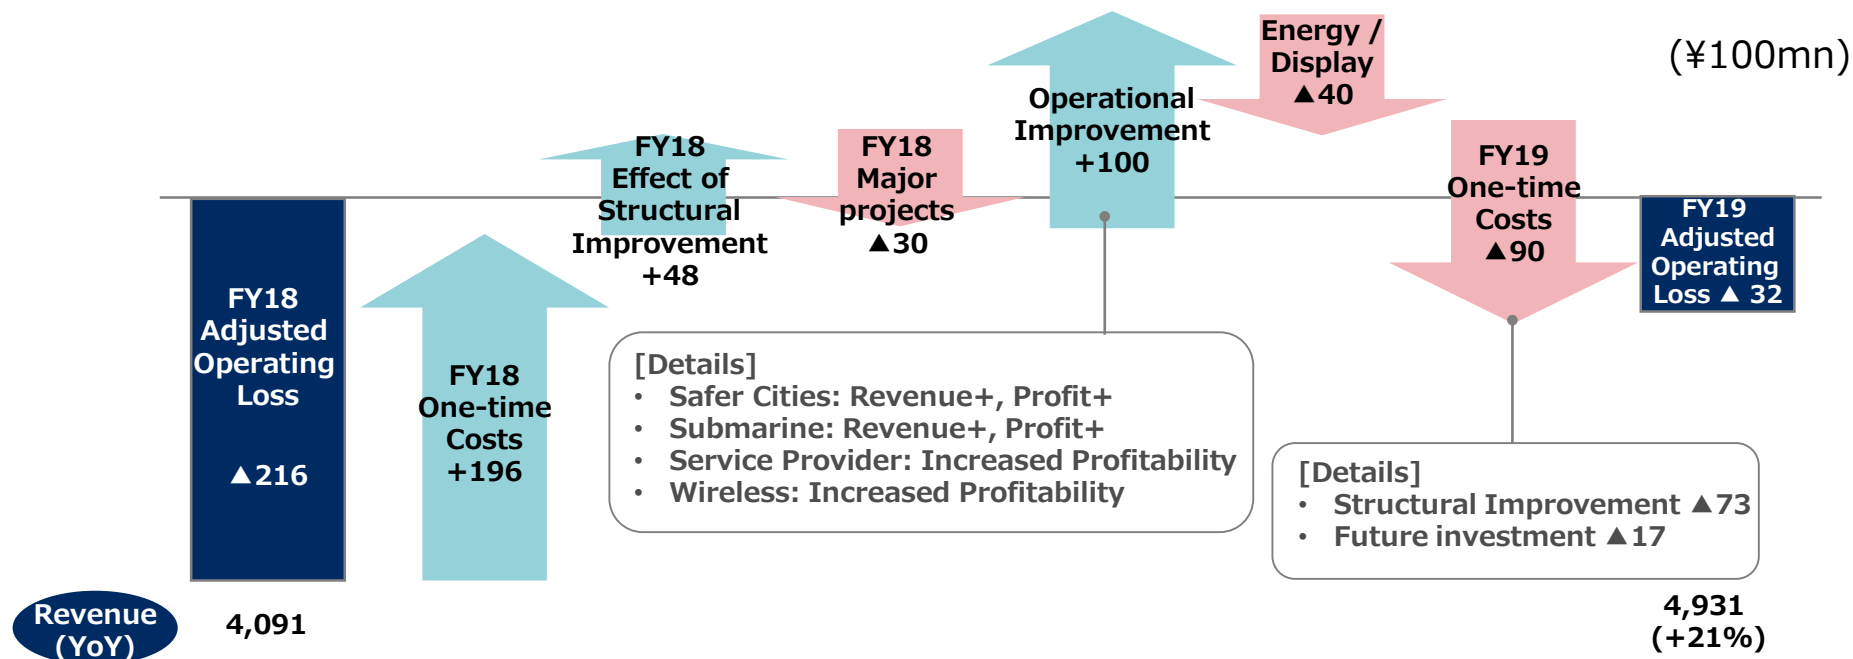 (¥100mn)
FY18
Adjusted
Operating
Loss
▲216
FY18
One-time
Costs
+196
FY18
Effect of
Structural
Improvement
+48
FY18
Major
projects
▲30
Operational
Improvement
+100
Energy /
Display
▲40
FY19
One-time
Costs
▲90
FY19
Adjusted
Operating
Loss ▲ 32
[Details]
• Safer Cities: Revenue+, Profit+
• Submarine: Revenue+, Profit+
• Service Provider: Increased Profitability
• Wireless: Increased Profitability
[Details]
• Structural Improvement ▲73
• Future investment ▲17
Revenue
(YoY)
4,091
4,931
(+21%)